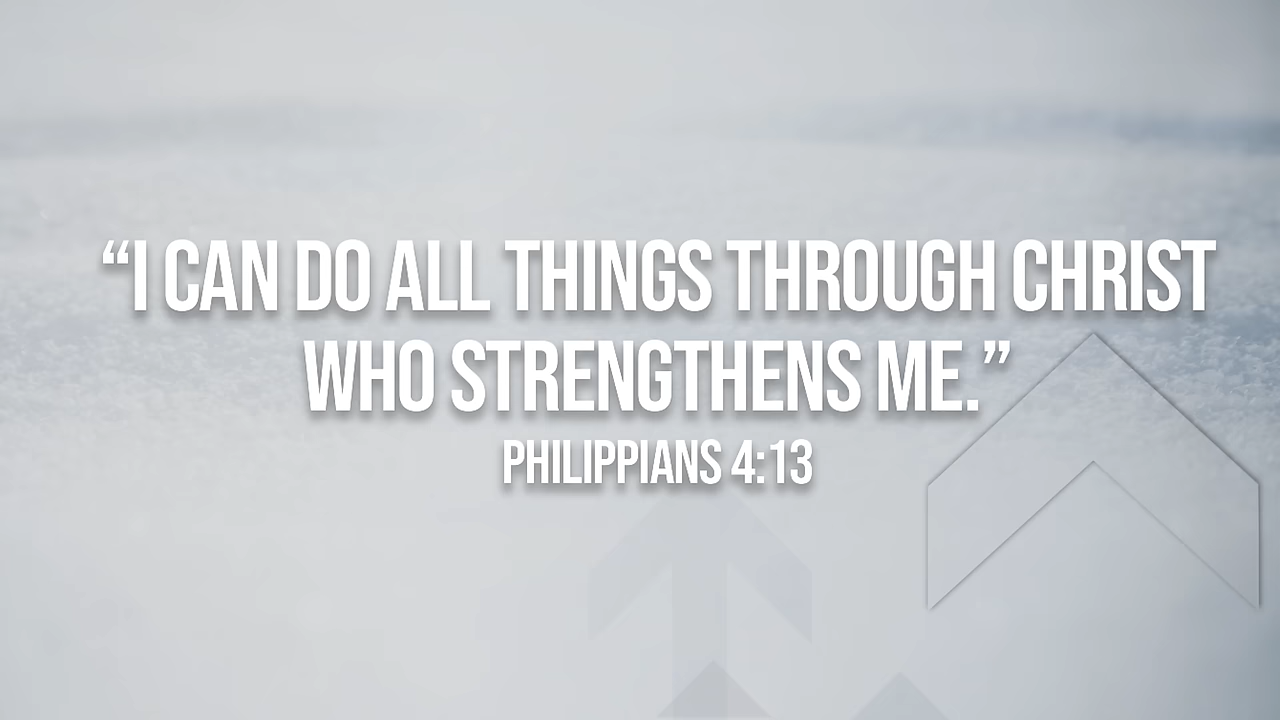 “I CAN DO ALL THINGS THROUGH CHRIST
WHO STRENGTHENS ME.”
PHILIPPIANS 4:13